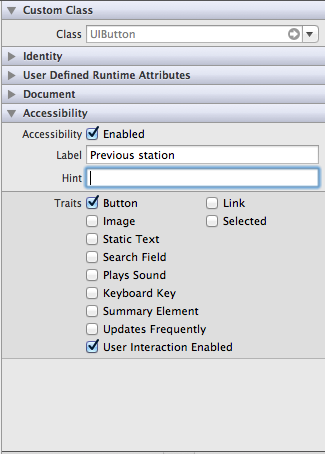 Custom Class
Class UIButton
Identity
User Defined Runtime Attributes
Document
Accessibility
Accessibility Enabled
Label Previous station
Hint
Traits Button Link
Image Selected
Static Text
Search Field
Plays Sound
Keyboard Key
Summary Element
Updates Frequently
User Interaction Enabled